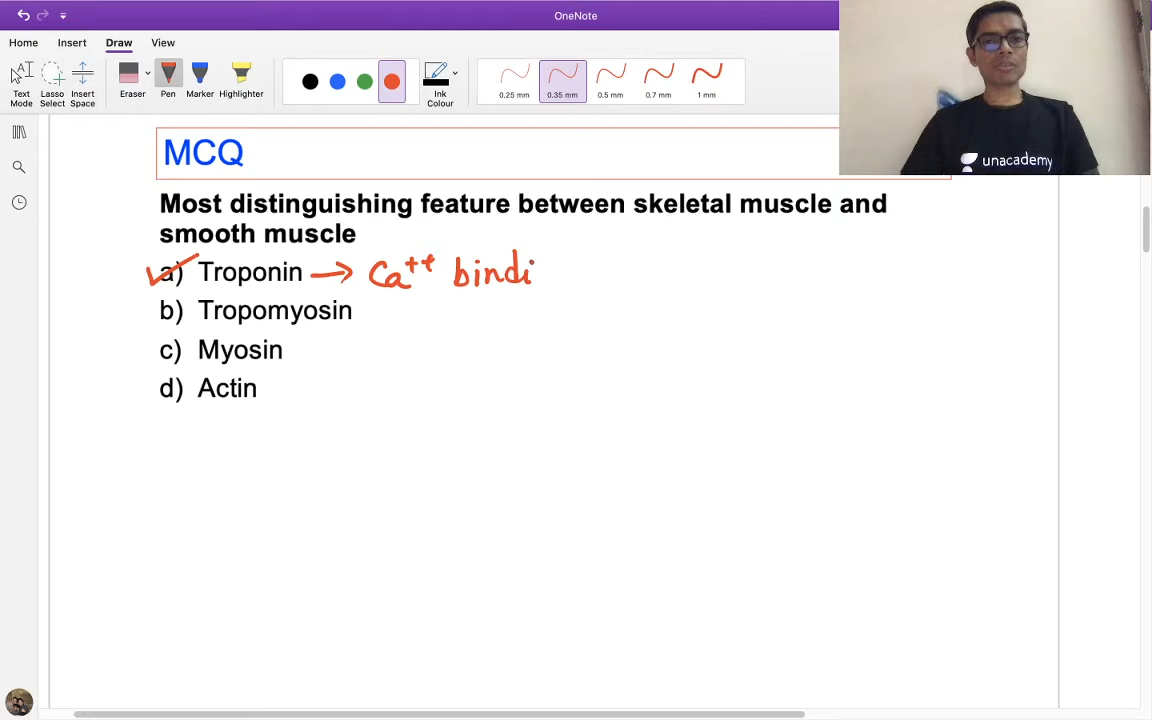 OneNote
Home Insert Draw View
Text Mode
Lasso Select
Insert Space
Eraser
Pen
Marker
Highlighter
Ink Colour
0.25 mm
0.35 mm
0.5 mm
0.7 mm
1 mm
unacademy
MCQ
Most distinguishing feature between skeletal muscle and
smooth muscle
a) Troponin → Ca++ bindi
b) Tropomyosin
c) Myosin
d) Actin